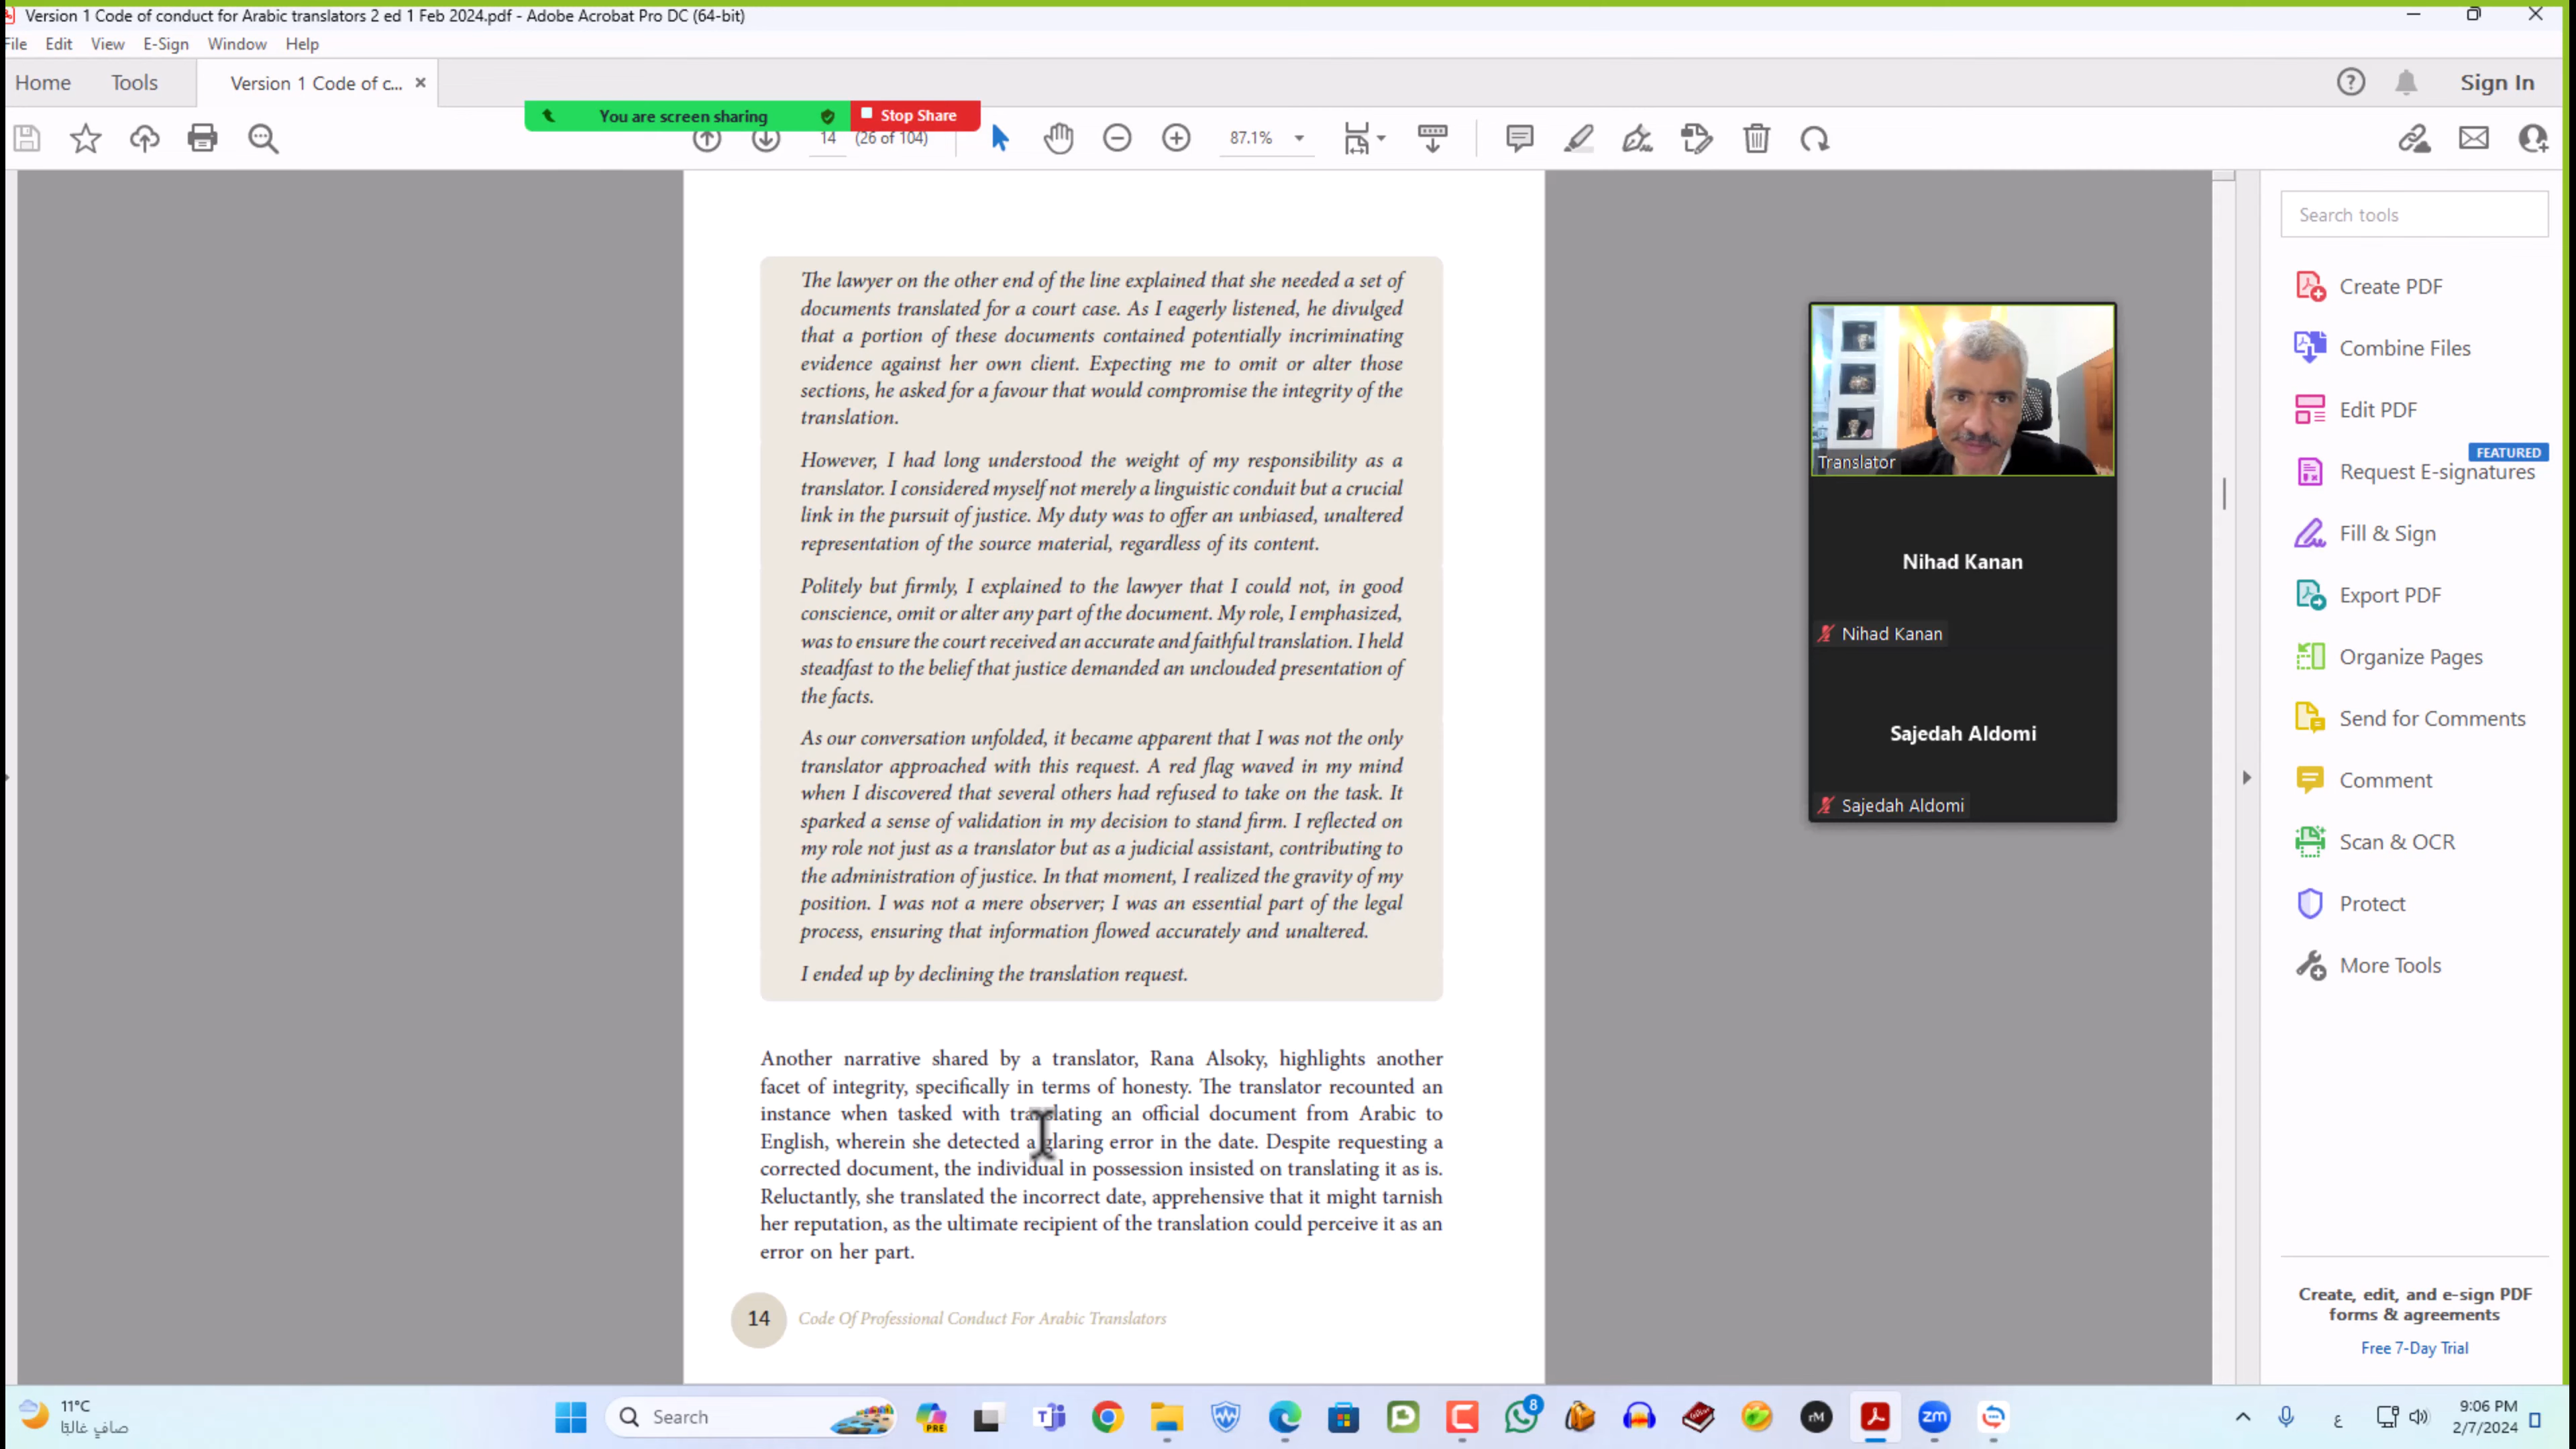 Version 1 Code of conduct for Arabic translators 2 ed 1 Feb 2024.pdf - Adobe Acrobat Pro DC (64-bit)
File Edit View E-Sign Window Help
Home Tools Version 1 Code of c... ×
Sign In
You are screen sharing Stop Share
14 (26 of 104) 87.1%
The lawyer on the other end of the line explained that she needed a set of
documents translated for a court case. As I eagerly listened, he divulged
that a portion of these documents contained potentially incriminating
evidence against her own client. Expecting me to omit or alter those
sections, he asked for a favour that would compromise the integrity of the
translation.
However, I had long understood the weight of my responsibility as a
translator. I considered myself not merely a linguistic conduit but a crucial
link in the pursuit of justice. My duty was to offer an unbiased, unaltered
representation of the source material, regardless of its content.
Politely but firmly, I explained to the lawyer that I could not, in good
conscience, omit or alter any part of the document. My role, I emphasized,
was to ensure the court received an accurate and faithful translation. I held
steadfast to the belief that justice demanded an unclouded presentation of
the facts.
As our conversation unfolded, it became apparent that I was not the only
translator approached with this request. A red flag waved in my mind
when I discovered that several others had refused to take on the task. It
sparked a sense of validation in my decision to stand firm. I reflected on
my role not just as a translator but as a judicial assistant, contributing to
the administration of justice. In that moment, I realized the gravity of my
position. I was not a mere observer; I was an essential part of the legal
process, ensuring that information flowed accurately and unaltered.
I ended up by declining the translation request.
Another narrative shared by a translator, Rana Alsoky, highlights another
facet of integrity, specifically in terms of honesty. The translator recounted an
instance when tasked with translating an official document from Arabic to
English, wherein she detected a glaring error in the date. Despite requesting a
corrected document, the individual in possession insisted on translating it as is.
Reluctantly, she translated the incorrect date, apprehensive that it might tarnish
her reputation, as the ultimate recipient of the translation could perceive it as an
error on her part.
14 Code Of Professional Conduct For Arabic Translators
Translator
Nihad Kanan
Nihad Kanan
Sajedah Aldomi
Sajedah Aldomi
Search tools
Create PDF
Combine Files
Edit PDF
FEATURED
Request E-signatures
Fill & Sign
Export PDF
Organize Pages
Send for Comments
Comment
Scan & OCR
Protect
More Tools
Create, edit, and e-sign PDF
forms & agreements
Free 7-Day Trial
11°C
صافٍ غالبًا
Search
PRE
8
rM
zm
ع
9:06 PM
2/7/2024